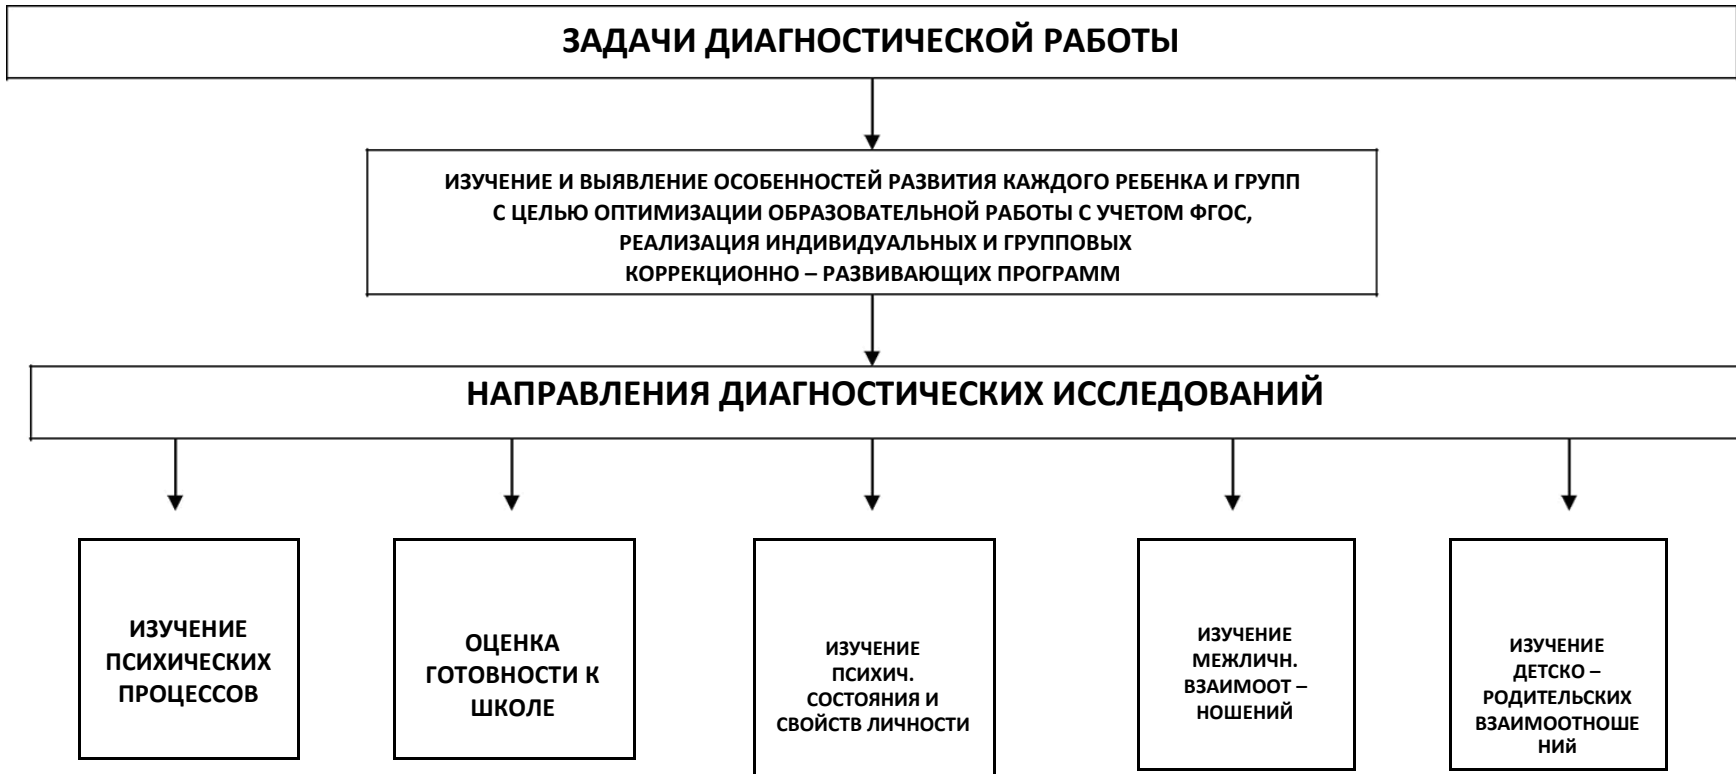 ЗАДАЧИ ДИАГНОСТИЧЕСКОЙ РАБОТЫ
ИЗУЧЕНИЕ И ВЫЯВЛЕНИЕ ОСОБЕННОСТЕЙ РАЗВИТИЯ КАЖДОГО РЕБЕНКА И ГРУПП
С ЦЕЛЬЮ ОПТИМИЗАЦИИ ОБРАЗОВАТЕЛЬНОЙ РАБОТЫ С УЧЕТОМ ФГОС,
РЕАЛИЗАЦИЯ ИНДИВИДУАЛЬНЫХ И ГРУППОВЫХ
КОРРЕКЦИОННО – РАЗВИВАЮЩИХ ПРОГРАММ
НАПРАВЛЕНИЯ ДИАГНОСТИЧЕСКИХ ИССЛЕДОВАНИЙ
ИЗУЧЕНИЕ
ПСИХИЧЕСКИХ
ПРОЦЕССОВ
ОЦЕНКА
ГОТОВНОСТИ К
ШКОЛЕ
ИЗУЧЕНИЕ
ПСИХИЧ.
СОСТОЯНИЯ И
СВОЙСТВ ЛИЧНОСТИ
ИЗУЧЕНИЕ
МЕЖЛИЧН.
ВЗАИМООТ –
НОШЕНИЙ
ИЗУЧЕНИЕ
ДЕТСКО –
РОДИТЕЛЬСКИХ
ВЗАИМООТНОШЕ
НИй